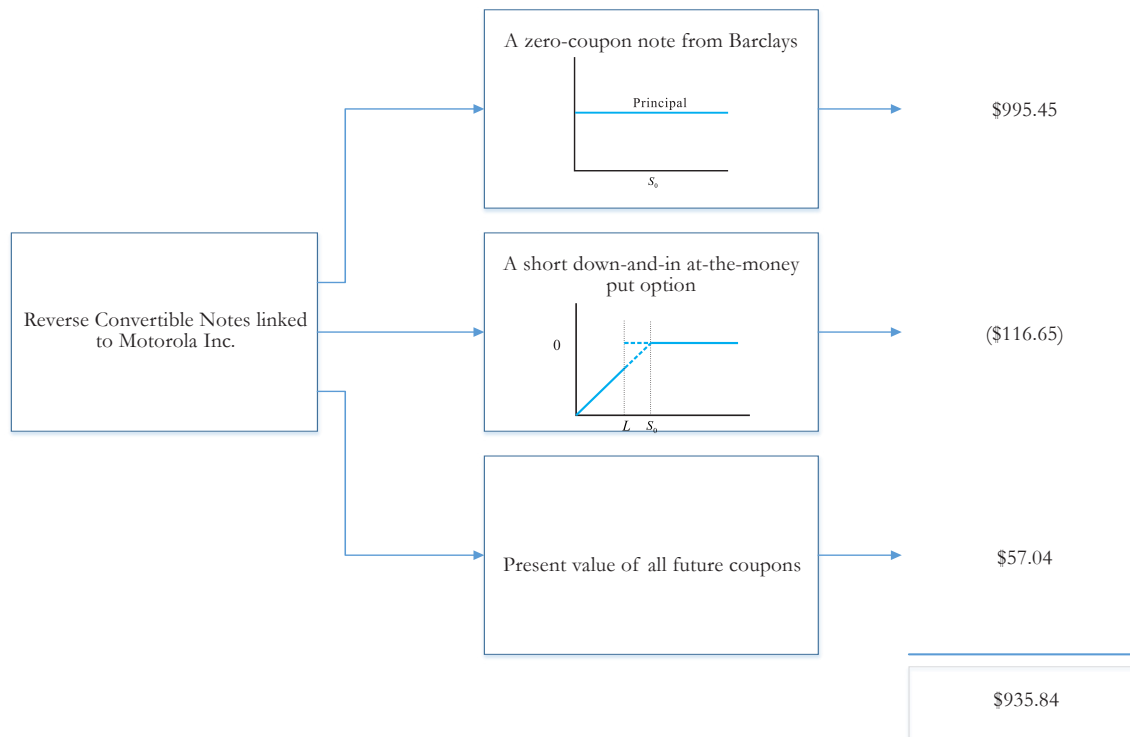 A zero-coupon note from Barclays
Principal
S₀
$995.45
Reverse Convertible Notes linked
to Motorola Inc.
A short down-and-in at-the-money
put option
0
L S₀
($116.65)
Present value of all future coupons
$57.04
$935.84